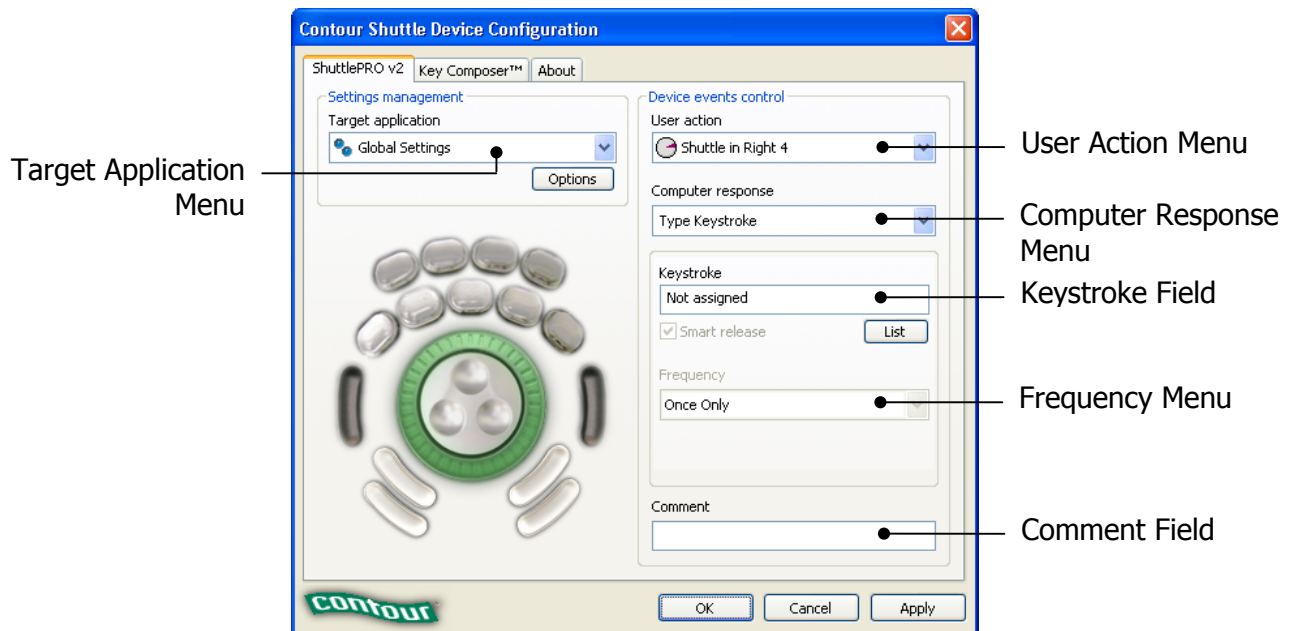 Contour Shuttle Device Configuration
ShuttlePRO v2 Key Composer™ About
Settings management
Target application
Global Settings
Options
Device events control
User action
Shuttle in Right 4
Computer response
Type Keystroke
Keystroke
Not assigned
Smart release
List
Frequency
Once Only
Comment
contour
OK Cancel Apply
Target Application
Menu
User Action Menu
Computer Response
Menu
Keystroke Field
Frequency Menu
Comment Field